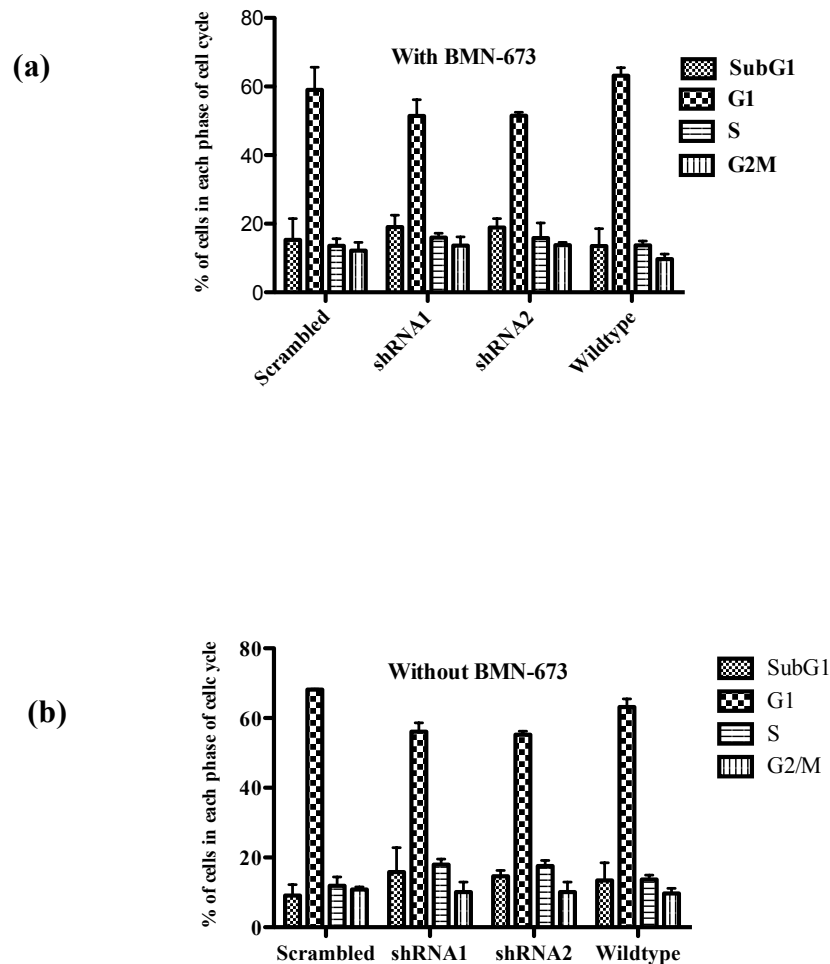 (a)
With BMN-673
% of cells in each phase of cell cycle
80
60
40
20
0
Scrambled
shRNA1
shRNA2
Wildtype
SubG1
G1
S
G2M
(b)
Without BMN-673
% of cells in each phase of cellc ycle
80
60
40
20
0
Scrambled shRNA1 shRNA2 Wildtype
SubG1
G1
S
G2/M